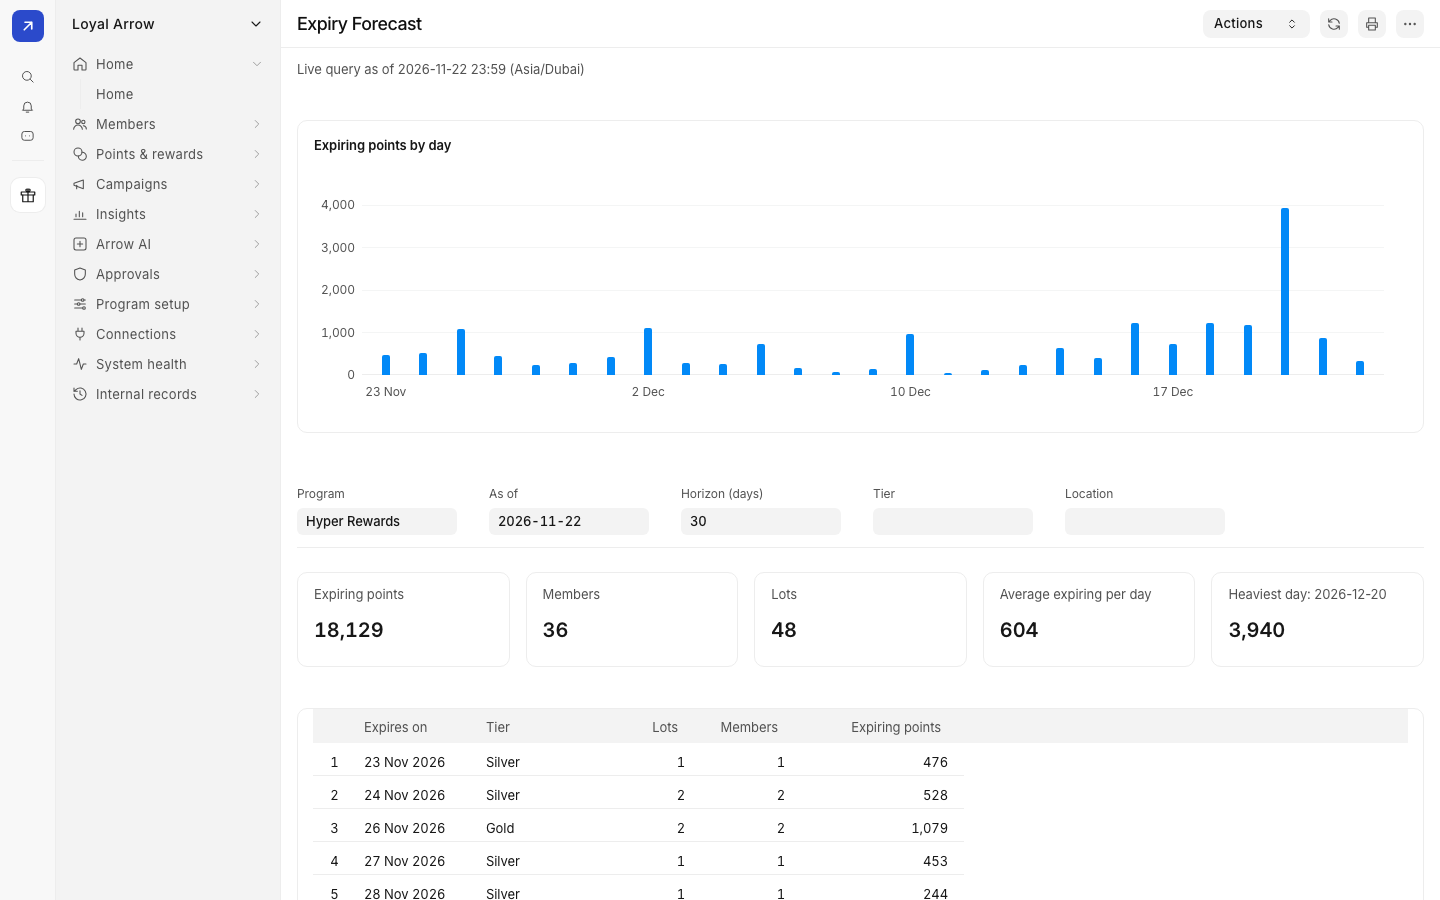 Loyal Arrow
Home
Home
Members
Points & rewards
Campaigns
Insights
Arrow AI
Approvals
Program setup
Connections
System health
Internal records
Expiry Forecast
Actions
Live query as of 2026-11-22 23:59 (Asia/Dubai)
Expiring points by day
4,000
3,000
2,000
1,000
0
23 Nov 2 Dec 10 Dec 17 Dec
Program As of Horizon (days) Tier Location
Hyper Rewards 2026-11-22 30
Expiring points Members Lots Average expiring per day Heaviest day: 2026-12-20
18,129 36 48 604 3,940
Expires on Tier Lots Members Expiring points
1 23 Nov 2026 Silver 1 1 476
2 24 Nov 2026 Silver 2 2 528
3 26 Nov 2026 Gold 2 2 1,079
4 27 Nov 2026 Silver 1 1 453
5 28 Nov 2026 Silver 1 1 244